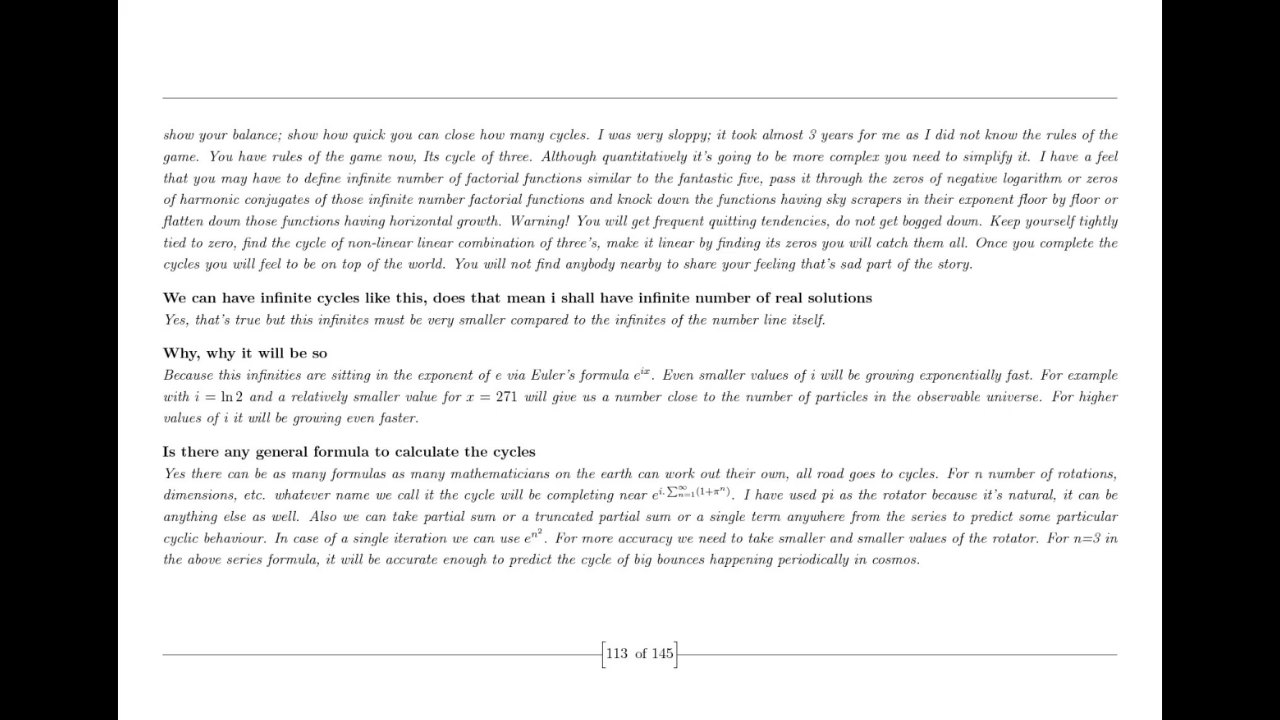 show your balance; show how quick you can close how many cycles. I was very sloppy; it took almost 3 years for me as I did not know the rules of the
game. You have rules of the game now, Its cycle of three. Although quantitatively it's going to be more complex you need to simplify it. I have a feel
that you may have to define infinite number of factorial functions similar to the fantastic five, pass it through the zeros of negative logarithm or zeros
of harmonic conjugates of those infinite number factorial functions and knock down the functions having sky scrapers in their exponent floor by floor or
flatten down those functions having horizontal growth. Warning! You will get frequent quitting tendencies, do not get bogged down. Keep yourself tightly
tied to zero, find the cycle of non-linear linear combination of three's, make it linear by finding its zeros you will catch them all. Once you complete the
cycles you will feel to be on top of the world. You will not find anybody nearby to share your feeling that's sad part of the story.
We can have infinite cycles like this, does that mean i shall have infinite number of real solutions
Yes, that's true but this infinites must be very smaller compared to the infinites of the number line itself.
Why, why it will be so
Because this infinities are sitting in the exponent of e via Euler's formula e^{ix}. Even smaller values of i will be growing exponentially fast. For example
with i = ln 2 and a relatively smaller value for x = 271 will give us a number close to the number of particles in the observable universe. For higher
values of i it will be growing even faster.
Is there any general formula to calculate the cycles
Yes there can be as many formulas as many mathematicians on the earth can work out their own, all road goes to cycles. For n number of rotations,
dimensions, etc. whatever name we call it the cycle will be completing near e^{i.∑_{n=1}^{∞}(1+π^n)}. I have used pi as the rotator because it's natural, it can be
anything else as well. Also we can take partial sum or a truncated partial sum or a single term anywhere from the series to predict some particular
cyclic behaviour. In case of a single iteration we can use e^{n^2}. For more accuracy we need to take smaller and smaller values of the rotator. For n=3 in
the above series formula, it will be accurate enough to predict the cycle of big bounces happening periodically in cosmos.
[113 of 145]